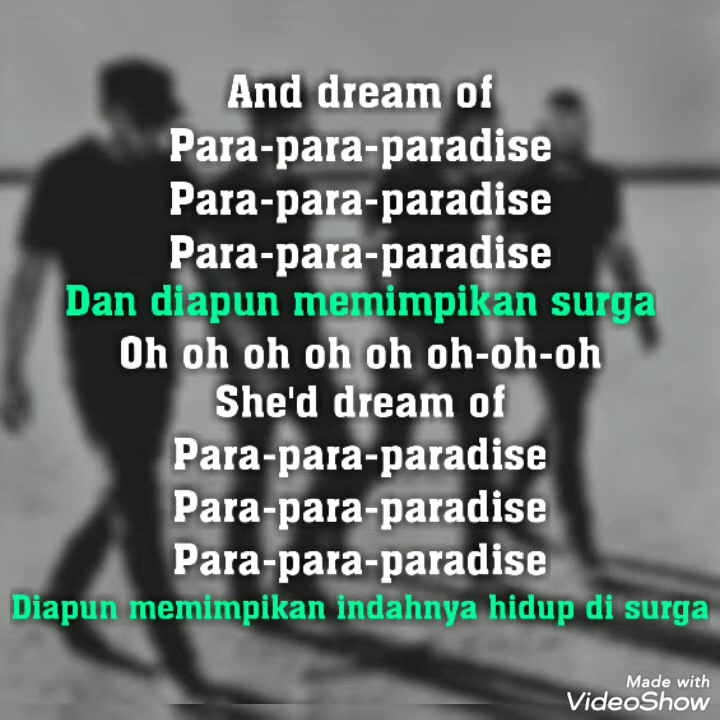 And dream of
Para-para-paradise
Para-para-paradise
Para-para-paradise
Dan diapun memimpikan surga
Oh oh oh oh oh oh-oh-oh
She'd dream of
Para-para-paradise
Para-para-paradise
Para-para-paradise
Diapun memimpikan indahnya hidup di surga
Made with
VideoShow